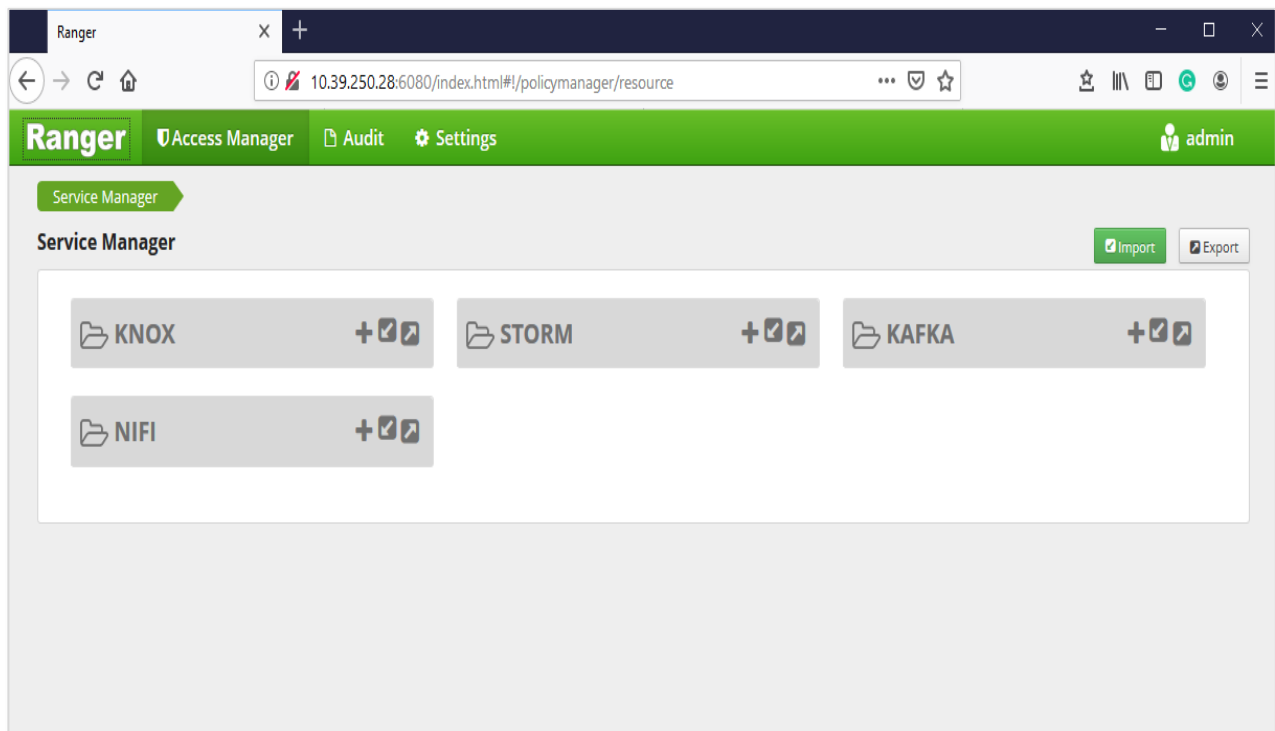 Ranger
10.39.250.28:6080/index.html#!/policymanager/resource
Ranger Access Manager Audit Settings admin
Service Manager
Service Manager Import Export
KNOX STORM KAFKA
NIFI